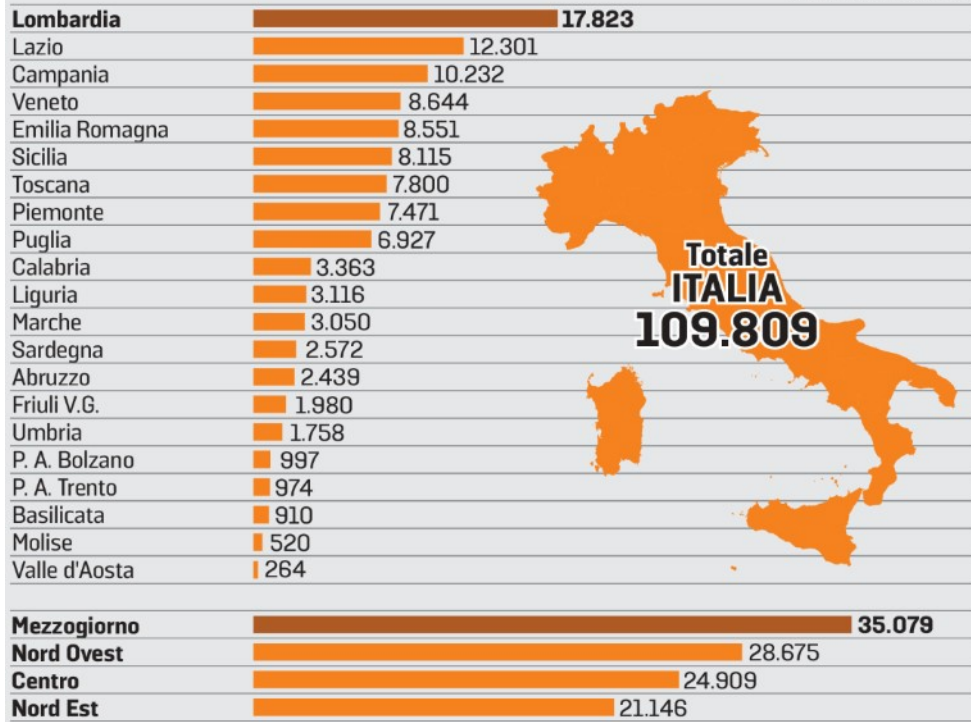 Lombardia 17.823
Lazio 12.301
Campania 10.232
Veneto 8.644
Emilia Romagna 8.551
Sicilia 8.115
Toscana 7.800
Piemonte 7.471
Puglia 6.927
Calabria 3.363
Liguria 3.116
Marche 3.050
Sardegna 2.572
Abruzzo 2.439
Friuli V.G. 1.980
Umbria 1.758
P. A. Bolzano 997
P. A. Trento 974
Basilicata 910
Molise 520
Valle d'Aosta 264
Totale
ITALIA
109.809
Mezzogiorno 35.079
Nord Ovest 28.675
Centro 24.909
Nord Est 21.146